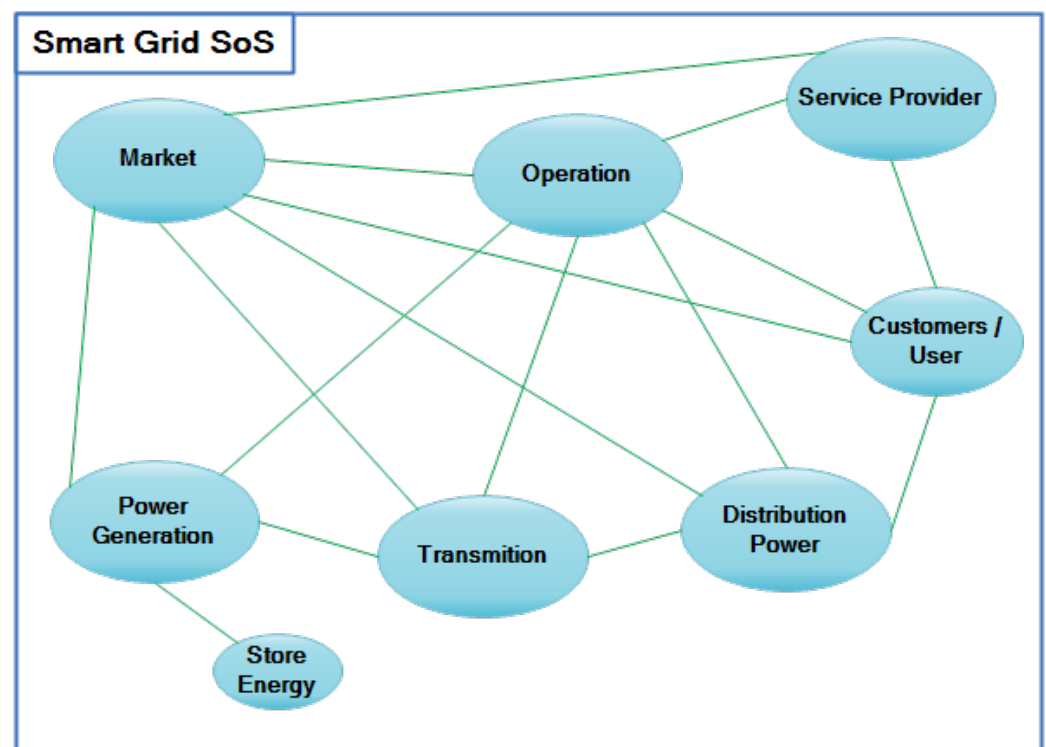 Smart Grid SoS
Service Provider
Market
Operation
Customers /
User
Power
Generation
Transmition
Distribution
Power
Store
Energy